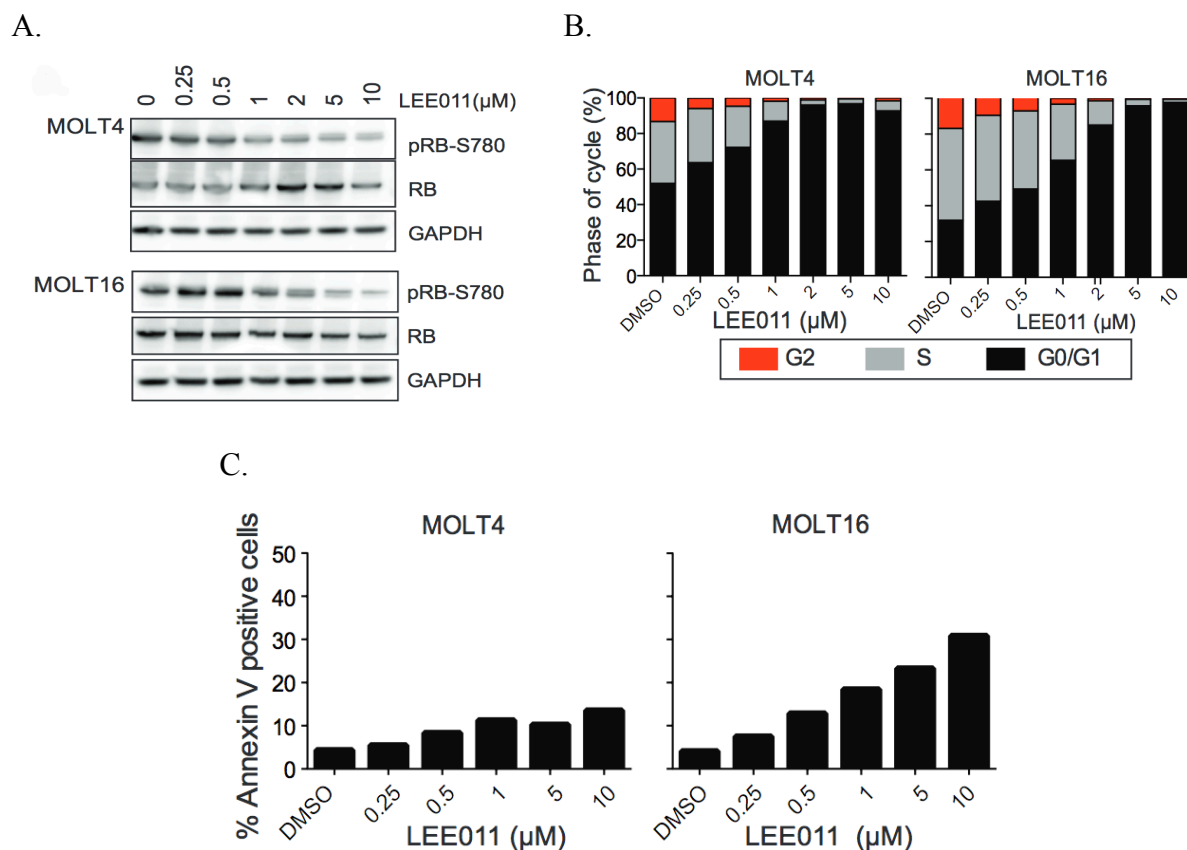 A.
0 0.25 0.5 1 2 5 10 LEE011(µM)
MOLT4
pRB-S780
RB
GAPDH
MOLT16
pRB-S780
RB
GAPDH
B.
MOLT4 MOLT16
Phase of cycle (%)
100
80
60
40
20
0
DMSO 0.25 0.5 1 2 5 10
LEE011 (µM)
DMSO 0.25 0.5 1 2 5 10
LEE011 (µM)
G2 S G0/G1
C.
MOLT4 MOLT16
% Annexin V positive cells
50
40
30
20
10
0
DMSO 0.25 0.5 1 5 10
LEE011 (µM)
DMSO 0.25 0.5 1 5 10
LEE011 (µM)